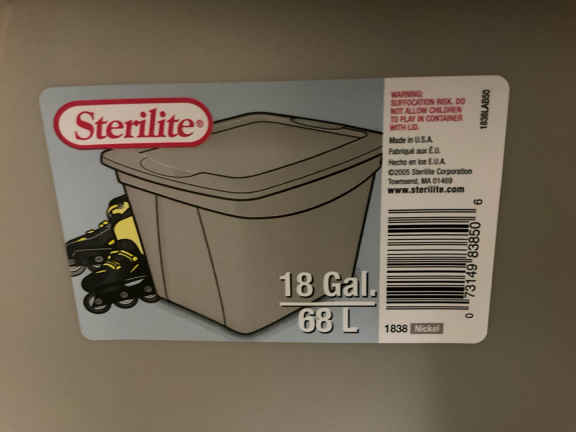 Sterilite®
18 Gal.
68 L
WARNING:
SUFFOCATION RISK. DO
NOT ALLOW CHILDREN
TO PLAY IN CONTAINER
WITH LID.
Made in U.S.A.
Fabriqué aux É.U.
Hecho en los E.U.A.
©2005 Sterilite Corporation
Townsend, MA 01469
www.sterilite.com
1838LAB50
0 73149 83850 6
1838 Nickel